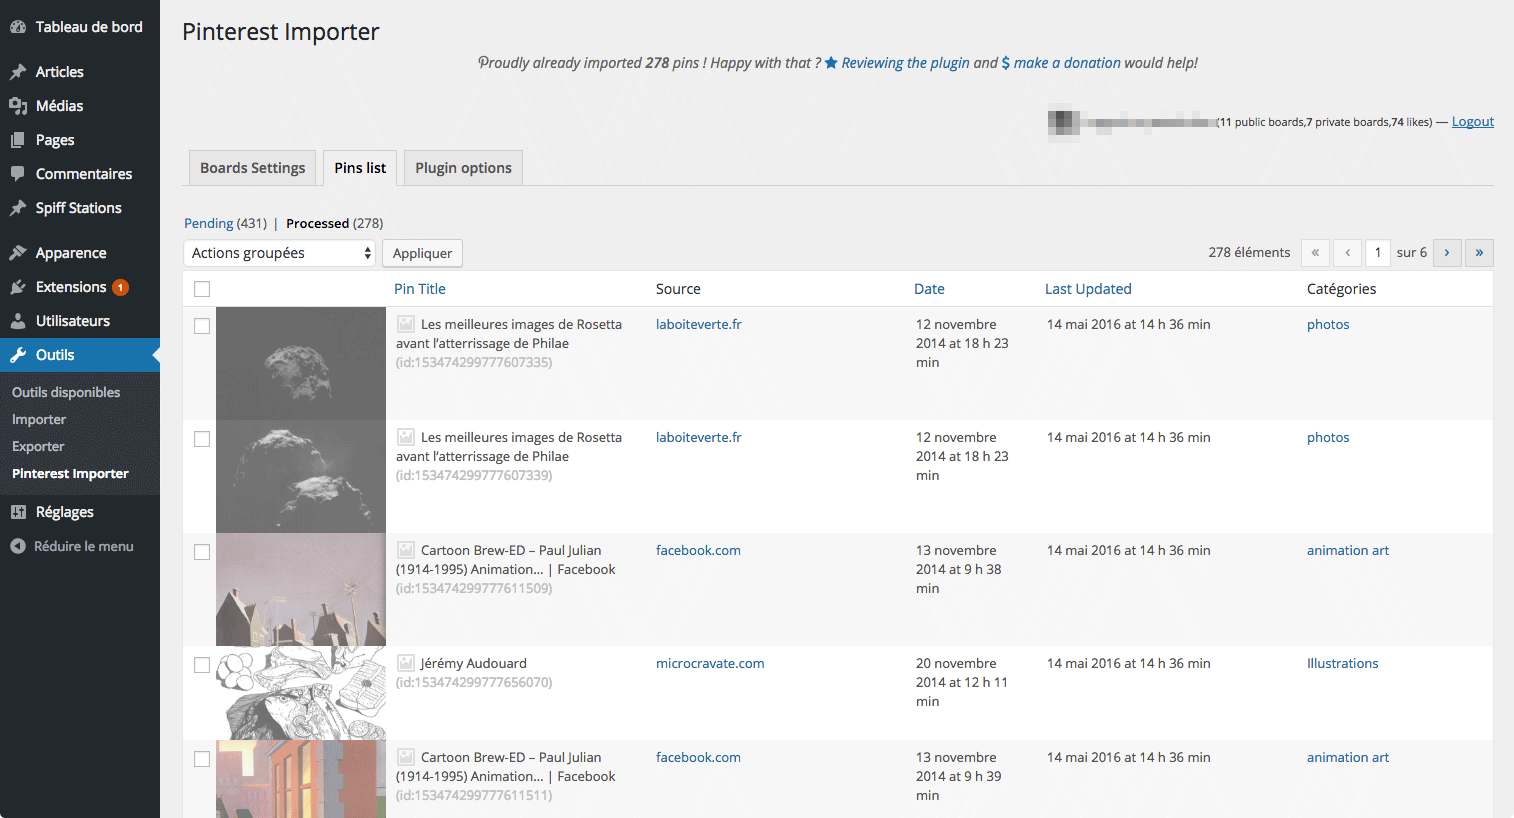 Tableau de bord
Articles
Médias
Pages
Commentaires
Spiff Stations
Apparence
Extensions 1
Utilisateurs
Outils
Outils disponibles
Importer
Exporter
Pinterest Importer
Réglages
Réduire le menu
Pinterest Importer
Proudly already imported 278 pins ! Happy with that ? Reviewing the plugin and $ make a donation would help!
(11 public boards,7 private boards,74 likes) — Logout
Boards Settings Pins list Plugin options
Pending (431) | Processed (278)
Actions groupées Appliquer 278 éléments « ‹ 1 sur 6 › »
Pin Title Source Date Last Updated Catégories
Les meilleures images de Rosetta laboiteverte.fr 12 novembre 14 mai 2016 at 14 h 36 min photos
avant l’atterrissage de Philae 2014 at 18 h 23
(id:153474299777607335) min
Les meilleures images de Rosetta laboiteverte.fr 12 novembre 14 mai 2016 at 14 h 36 min photos
avant l’atterrissage de Philae 2014 at 18 h 23
(id:153474299777607339) min
Cartoon Brew-ED – Paul Julian facebook.com 13 novembre 14 mai 2016 at 14 h 36 min animation art
(1914-1995) Animation... | Facebook 2014 at 9 h 38
(id:153474299777611509) min
Jérémy Audouard microcravate.com 20 novembre 14 mai 2016 at 14 h 36 min Illustrations
(id:153474299777656070) 2014 at 12 h 11
min
Cartoon Brew-ED – Paul Julian facebook.com 13 novembre 14 mai 2016 at 14 h 36 min animation art
(1914-1995) Animation... | Facebook 2014 at 9 h 39
(id:153474299777611511) min